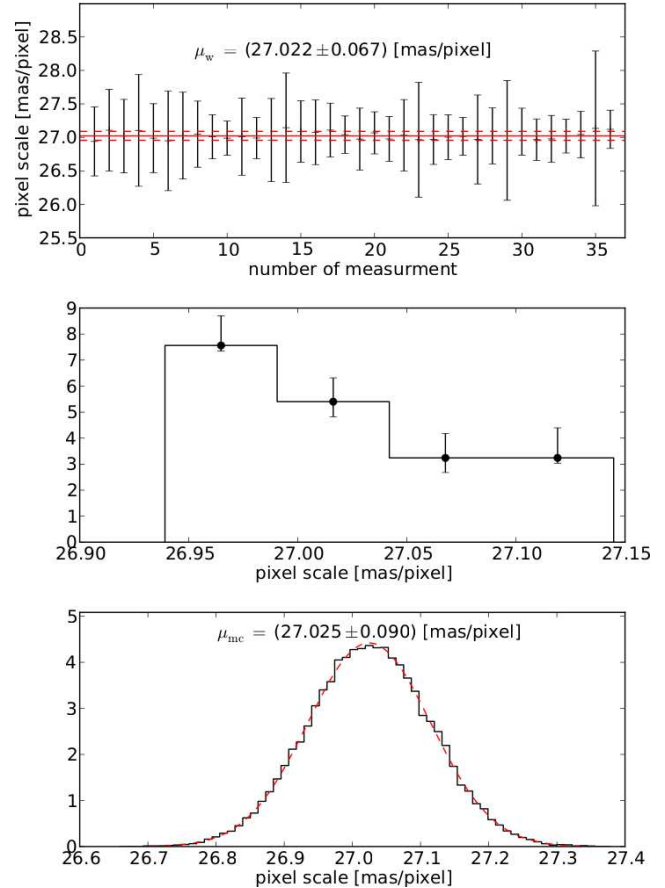 29.0
28.5
28.0
27.5
27.0
26.5
26.0
25.5
pixel scale [mas/pixel]
μw = (27.022±0.067) [mas/pixel]
0 5 10 15 20 25 30 35
number of measurment
9
8
7
6
5
4
3
2
1
0
26.90 26.95 27.00 27.05 27.10 27.15
pixel scale [mas/pixel]
5
4
3
2
1
0
μmc = (27.025±0.090) [mas/pixel]
26.6 26.7 26.8 26.9 27.0 27.1 27.2 27.3 27.4
pixel scale [mas/pixel]